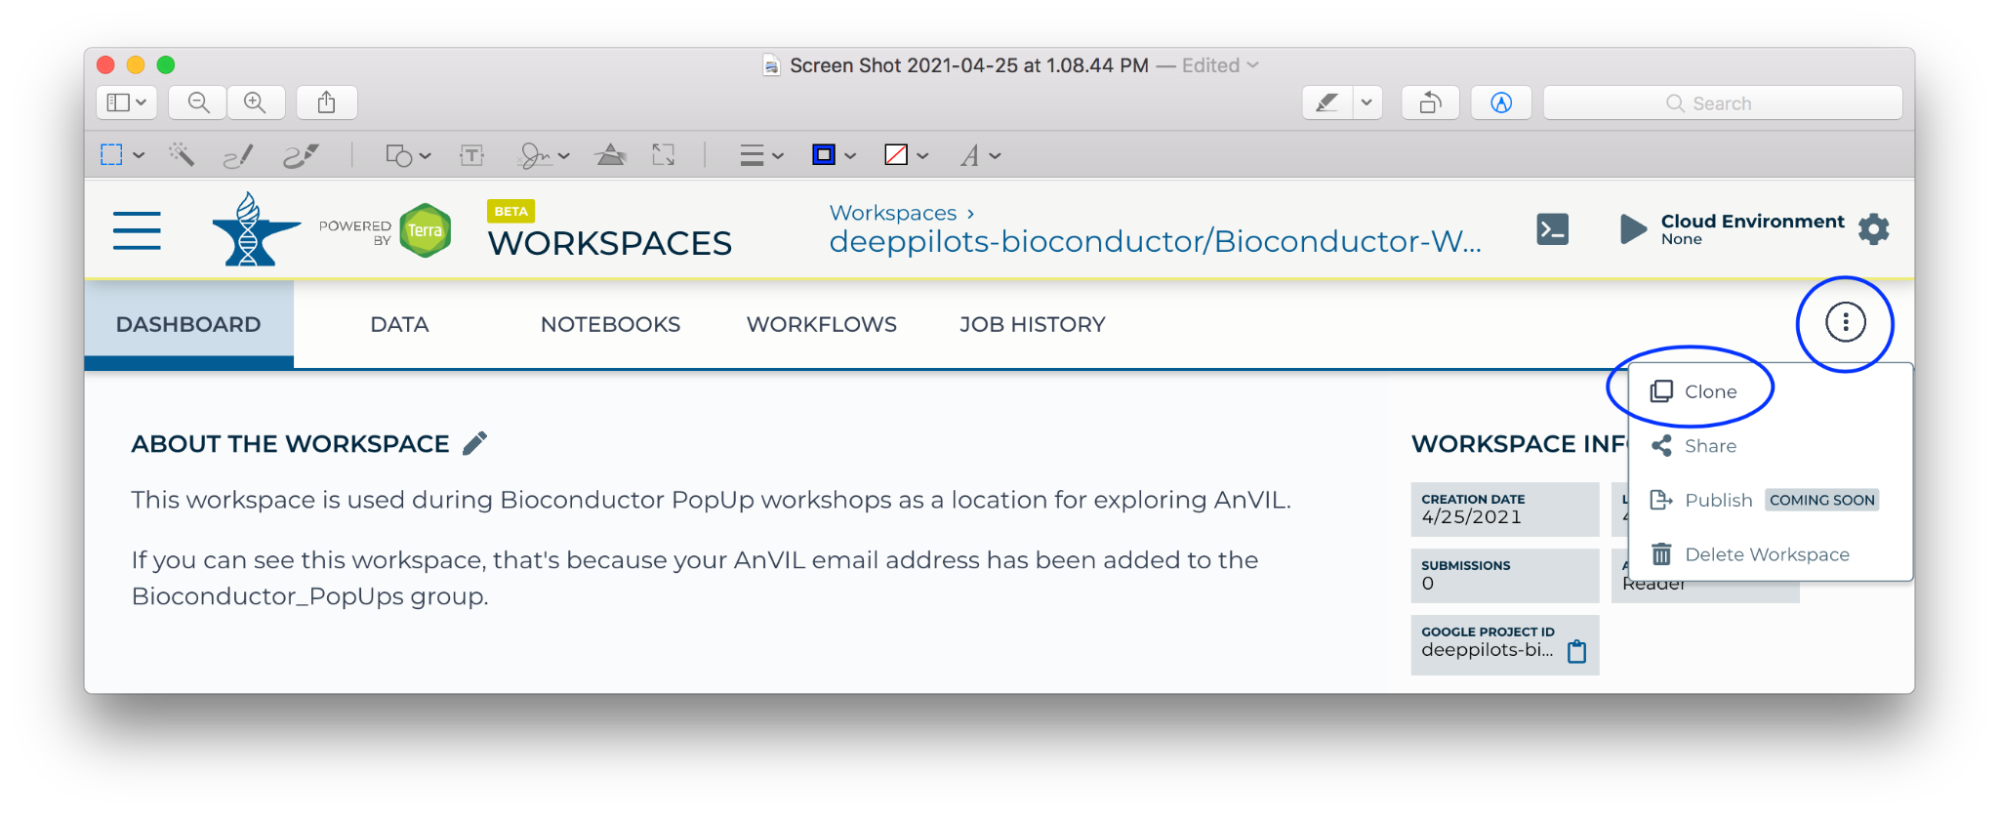 Screen Shot 2021-04-25 at 1.08.44 PM — Edited
Search
POWERED
BY
Terra
BETA
WORKSPACES
Workspaces ›
deeppilots-bioconductor/Bioconductor-W...
Cloud Environment
None
DASHBOARD
DATA
NOTEBOOKS
WORKFLOWS
JOB HISTORY
Clone
Share
Publish COMING SOON
Delete Workspace
ABOUT THE WORKSPACE
This workspace is used during Bioconductor PopUp workshops as a location for exploring AnVIL.
If you can see this workspace, that's because your AnVIL email address has been added to the
Bioconductor_PopUps group.
WORKSPACE INF
CREATION DATE
4/25/2021
SUBMISSIONS
0
Reader
GOOGLE PROJECT ID
deeppilots-bi...